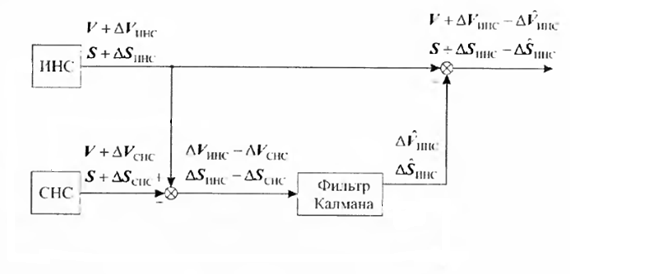 V + ΔV_ИНС
S + ΔS_ИНС
ИНС
V + ΔV_ИНС − ΔV̂_ИНС
S + ΔS_ИНС − ΔŜ_ИНС
−
V + ΔV_СНС
S + ΔS_СНС
СНС
+
−
ΔV_ИНС − ΔV_СНС
ΔS_ИНС − ΔS_СНС
Фильтр
Калмана
ΔV̂_ИНС
ΔŜ_ИНС